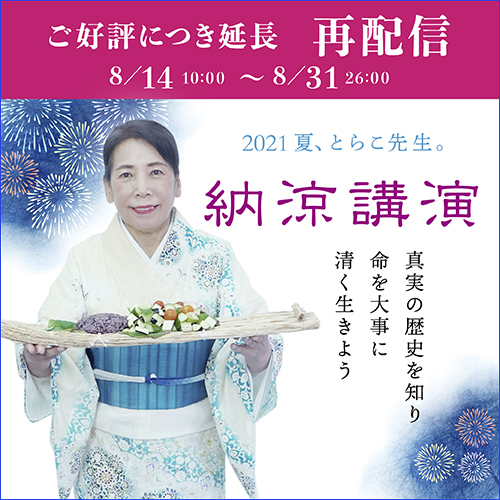 ご好評につき延長 再配信
8/14 10:00 ～ 8/31 26:00
2021夏、とらこ先生。
納涼講演
真実の歴史を知り
命を大事に
清く生きよう